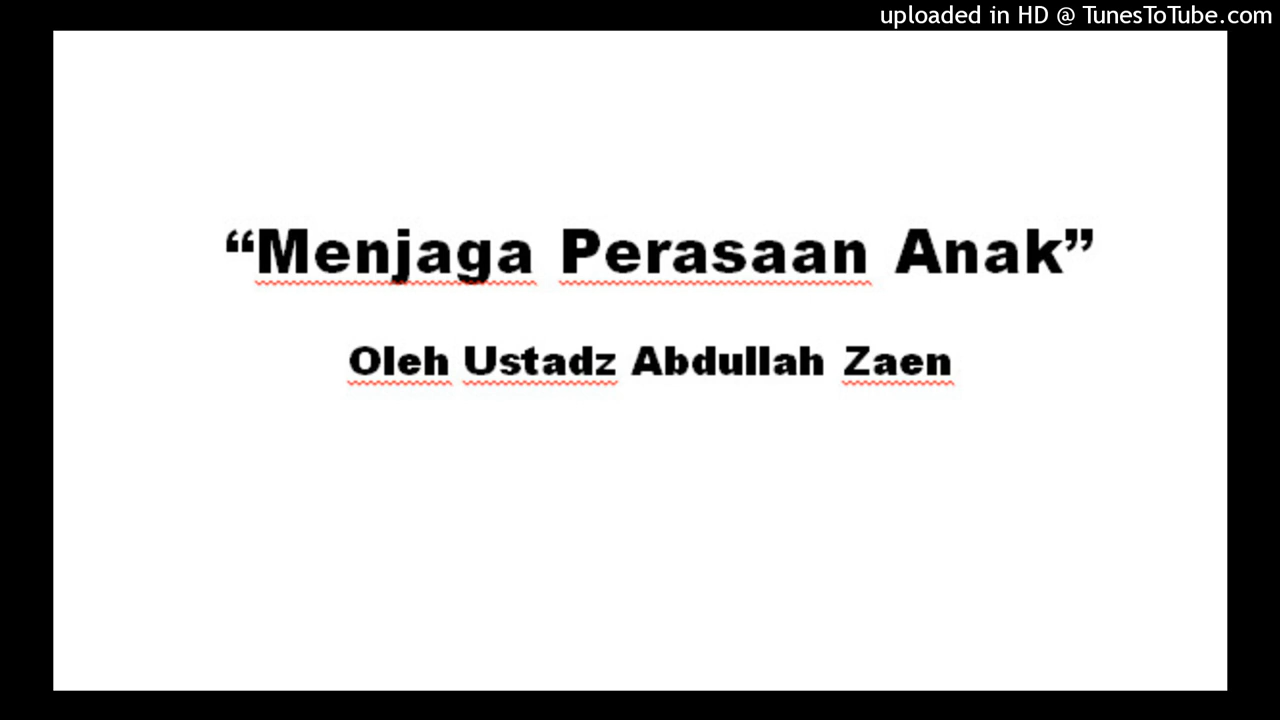 uploaded in HD @ TunesToTube.com
“Menjaga Perasaan Anak”
Oleh Ustadz Abdullah Zaen